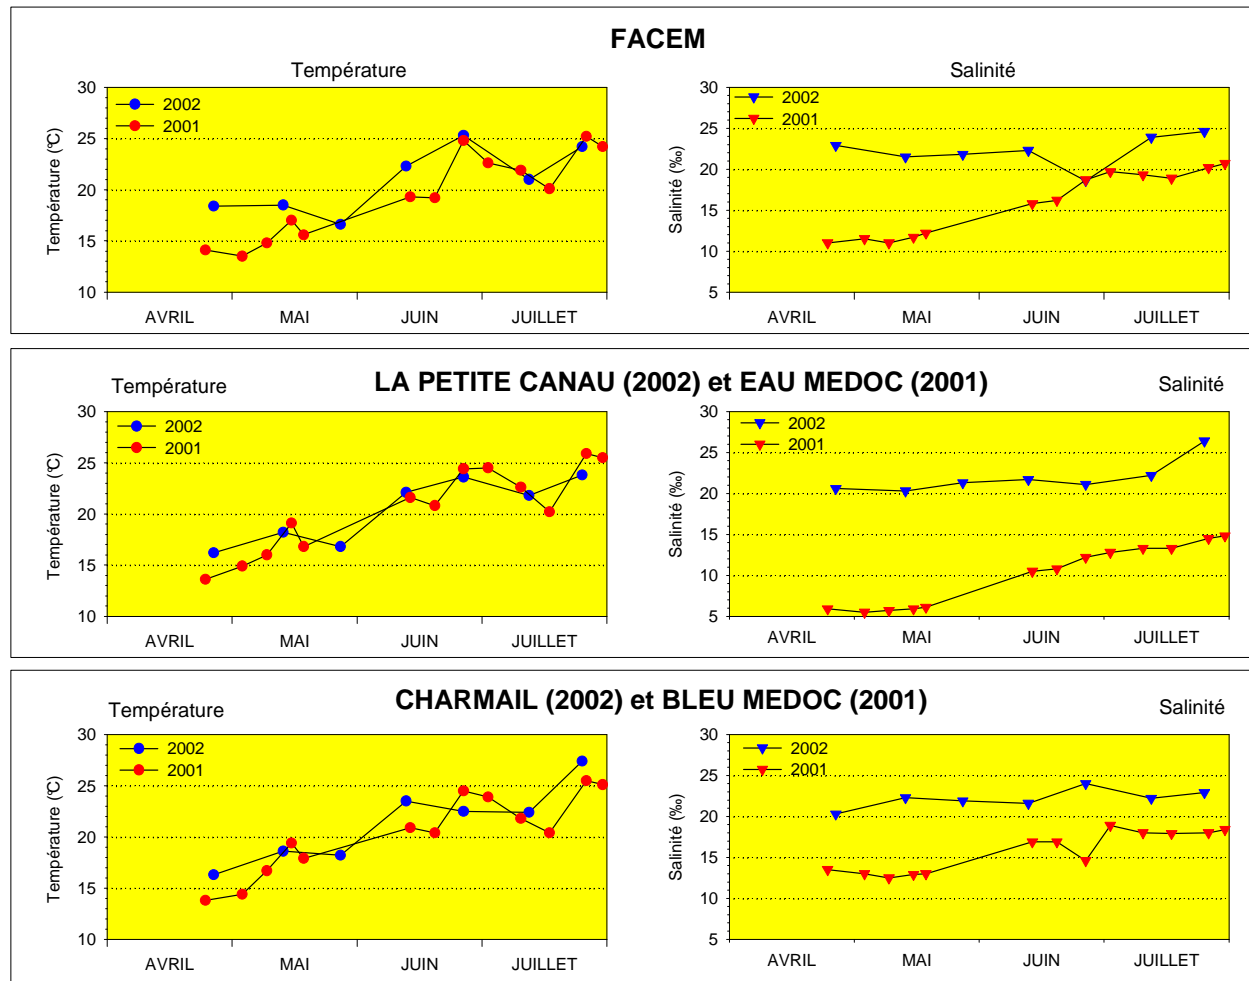 FACEM
Température
Salinité
30
25
20
15
10
Température (°C)
2002
2001
AVRIL MAI JUIN JUILLET
30
25
20
15
10
5
Salinité (‰)
2002
2001
AVRIL MAI JUIN JUILLET
LA PETITE CANAU (2002) et EAU MEDOC (2001)
Température
Salinité
30
25
20
15
10
Température (°C)
2002
2001
AVRIL MAI JUIN JUILLET
30
25
20
15
10
5
Salinité (‰)
2002
2001
AVRIL MAI JUIN JUILLET
CHARMAIL (2002) et BLEU MEDOC (2001)
Température
Salinité
30
25
20
15
10
Température (°C)
2002
2001
AVRIL MAI JUIN JUILLET
30
25
20
15
10
5
Salinité (‰)
2002
2001
AVRIL MAI JUIN JUILLET